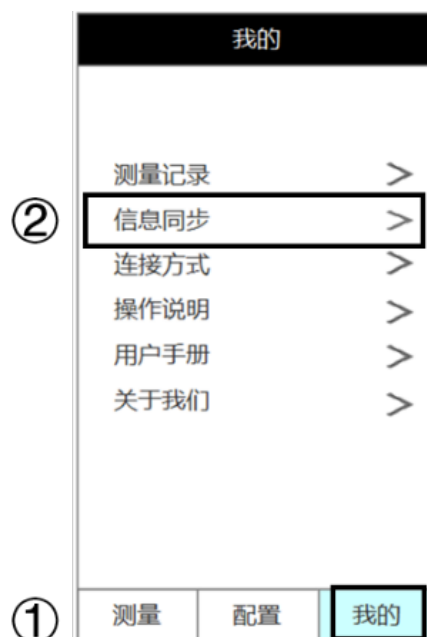 我的
测量记录 >
② 信息同步 >
连接方式 >
操作说明 >
用户手册 >
关于我们 >
① 测量 配置 我的